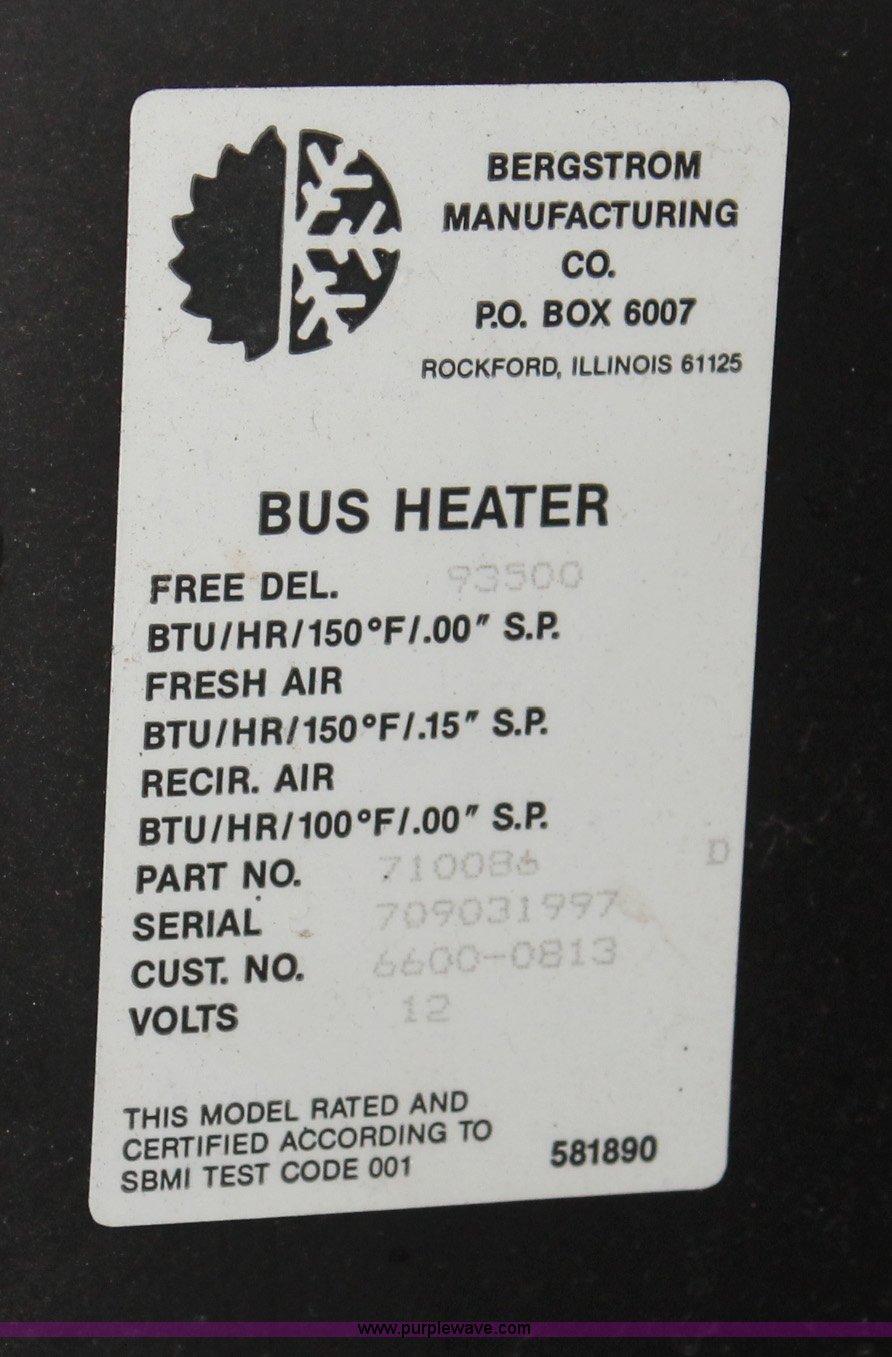 BERGSTROM
MANUFACTURING
CO.
P.O. BOX 6007
ROCKFORD, ILLINOIS 61125
BUS HEATER
FREE DEL. 93500
BTU/HR/150°F/.00" S.P.
FRESH AIR
BTU/HR/150°F/.15" S.P.
RECIR. AIR
BTU/HR/100°F/.00" S.P.
PART NO. 710086 D
SERIAL 709031997
CUST. NO. 6600-0813
VOLTS 12
THIS MODEL RATED AND
CERTIFIED ACCORDING TO
SBMI TEST CODE 001
581890
www.purplewave.com